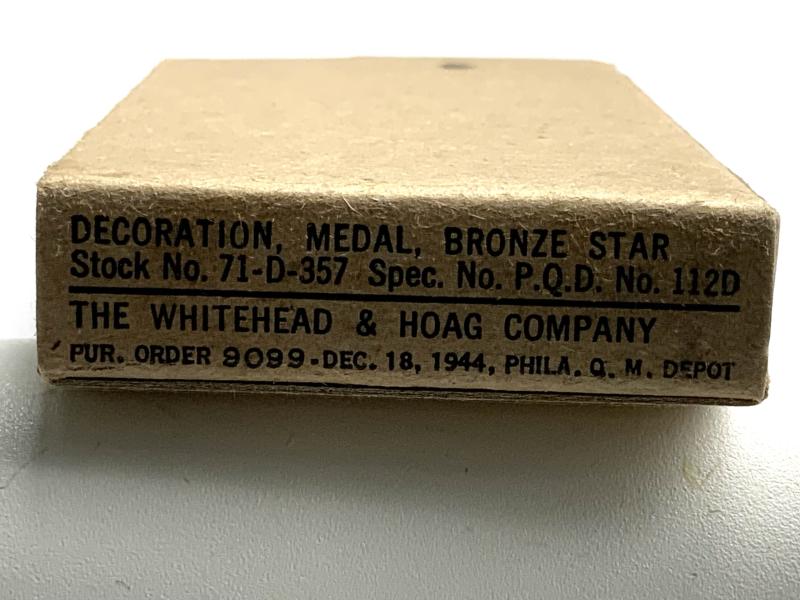 DECORATION, MEDAL, BRONZE STAR
Stock No. 71-D-357 Spec. No. P.Q.D. No. 112D
THE WHITEHEAD & HOAG COMPANY
PUR. ORDER 9099-DEC. 18, 1944, PHILA. Q. M. DEPOT